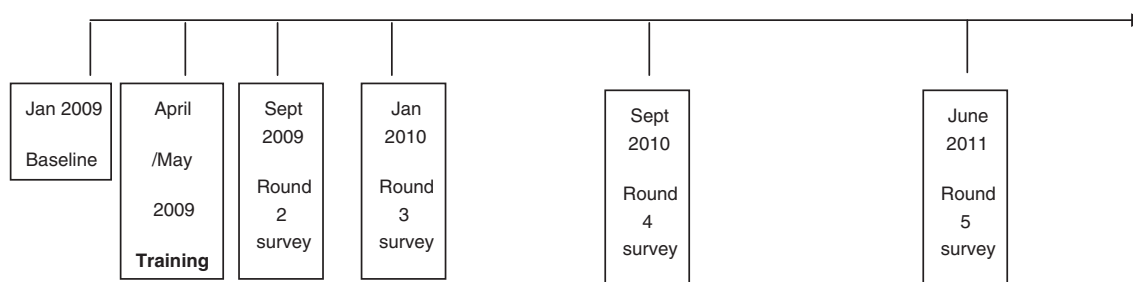 Jan 2009
Baseline
April
/May
2009
Training
Sept
2009
Round
2
survey
Jan
2010
Round
3
survey
Sept
2010
Round
4
survey
June
2011
Round
5
survey